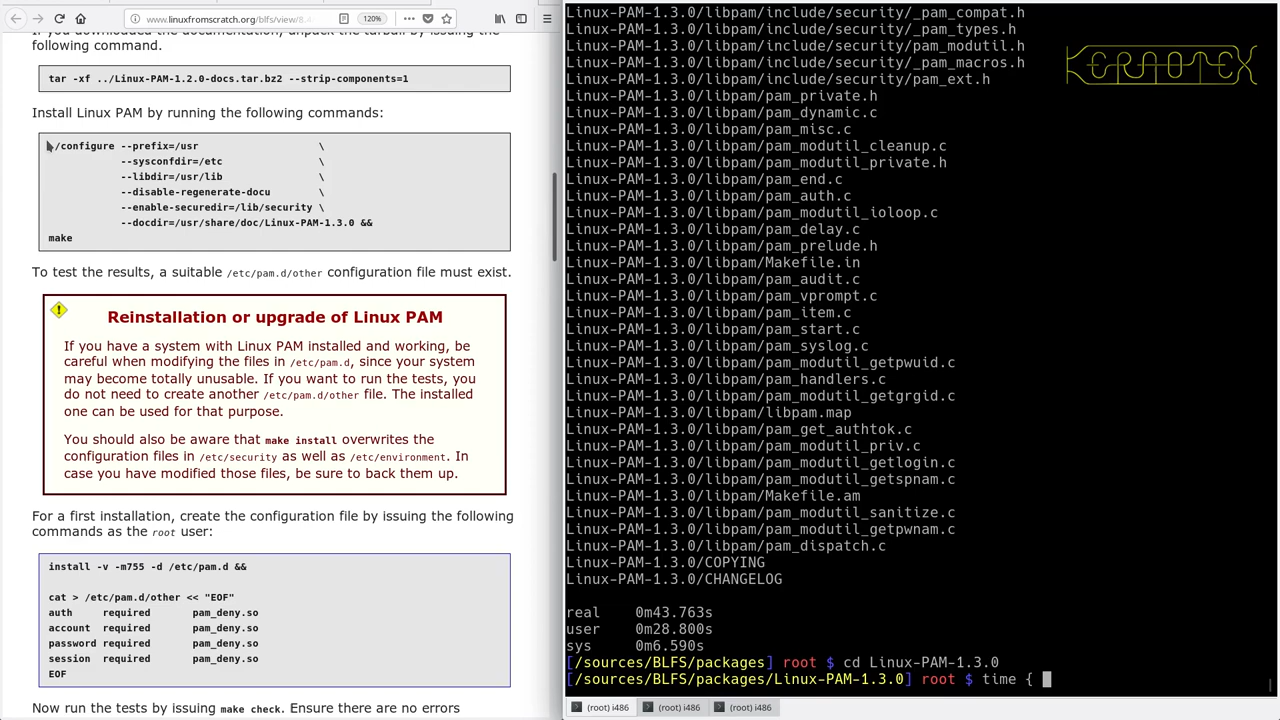 www.linuxfromscratch.org/blfs/view/8.4
120%
following command.
tar -xf ../Linux-PAM-1.2.0-docs.tar.bz2 --strip-components=1
Install Linux PAM by running the following commands:
./configure --prefix=/usr \
--sysconfdir=/etc \
--libdir=/usr/lib \
--disable-regenerate-docu \
--enable-securedir=/lib/security \
--docdir=/usr/share/doc/Linux-PAM-1.3.0 &&
make
To test the results, a suitable /etc/pam.d/other configuration file must exist.
Reinstallation or upgrade of Linux PAM
If you have a system with Linux PAM installed and working, be
careful when modifying the files in /etc/pam.d, since your system
may become totally unusable. If you want to run the tests, you
do not need to create another /etc/pam.d/other file. The installed
one can be used for that purpose.
You should also be aware that make install overwrites the
configuration files in /etc/security as well as /etc/environment. In
case you have modified those files, be sure to back them up.
For a first installation, create the configuration file by issuing the following
commands as the root user:
install -v -m755 -d /etc/pam.d &&
cat > /etc/pam.d/other << "EOF"
auth required pam_deny.so
account required pam_deny.so
password required pam_deny.so
session required pam_deny.so
EOF
Now run the tests by issuing make check. Ensure there are no errors
Linux-PAM-1.3.0/libpam/include/security/_pam_compat.h
Linux-PAM-1.3.0/libpam/include/security/_pam_types.h
Linux-PAM-1.3.0/libpam/include/security/pam_modutil.h
Linux-PAM-1.3.0/libpam/include/security/_pam_macros.h
Linux-PAM-1.3.0/libpam/include/security/pam_ext.h
Linux-PAM-1.3.0/libpam/pam_private.h
Linux-PAM-1.3.0/libpam/pam_dynamic.c
Linux-PAM-1.3.0/libpam/pam_misc.c
Linux-PAM-1.3.0/libpam/pam_modutil_cleanup.c
Linux-PAM-1.3.0/libpam/pam_modutil_private.h
Linux-PAM-1.3.0/libpam/pam_end.c
Linux-PAM-1.3.0/libpam/pam_auth.c
Linux-PAM-1.3.0/libpam/pam_modutil_ioloop.c
Linux-PAM-1.3.0/libpam/pam_delay.c
Linux-PAM-1.3.0/libpam/pam_prelude.h
Linux-PAM-1.3.0/libpam/Makefile.in
Linux-PAM-1.3.0/libpam/pam_audit.c
Linux-PAM-1.3.0/libpam/pam_vprompt.c
Linux-PAM-1.3.0/libpam/pam_item.c
Linux-PAM-1.3.0/libpam/pam_start.c
Linux-PAM-1.3.0/libpam/pam_syslog.c
Linux-PAM-1.3.0/libpam/pam_modutil_getpwuid.c
Linux-PAM-1.3.0/libpam/pam_handlers.c
Linux-PAM-1.3.0/libpam/pam_modutil_getgrgid.c
Linux-PAM-1.3.0/libpam/libpam.map
Linux-PAM-1.3.0/libpam/pam_get_authtok.c
Linux-PAM-1.3.0/libpam/pam_modutil_priv.c
Linux-PAM-1.3.0/libpam/pam_modutil_getlogin.c
Linux-PAM-1.3.0/libpam/pam_modutil_getspnam.c
Linux-PAM-1.3.0/libpam/Makefile.am
Linux-PAM-1.3.0/libpam/pam_modutil_sanitize.c
Linux-PAM-1.3.0/libpam/pam_modutil_getpwnam.c
Linux-PAM-1.3.0/libpam/pam_dispatch.c
Linux-PAM-1.3.0/COPYING
Linux-PAM-1.3.0/CHANGELOG
real 0m43.763s
user 0m28.800s
sys 0m6.590s
[/sources/BLFS/packages] root $ cd Linux-PAM-1.3.0
[/sources/BLFS/packages/Linux-PAM-1.3.0] root $ time {
(root) i486
(root) i486
(root) i486
KERAOTEX